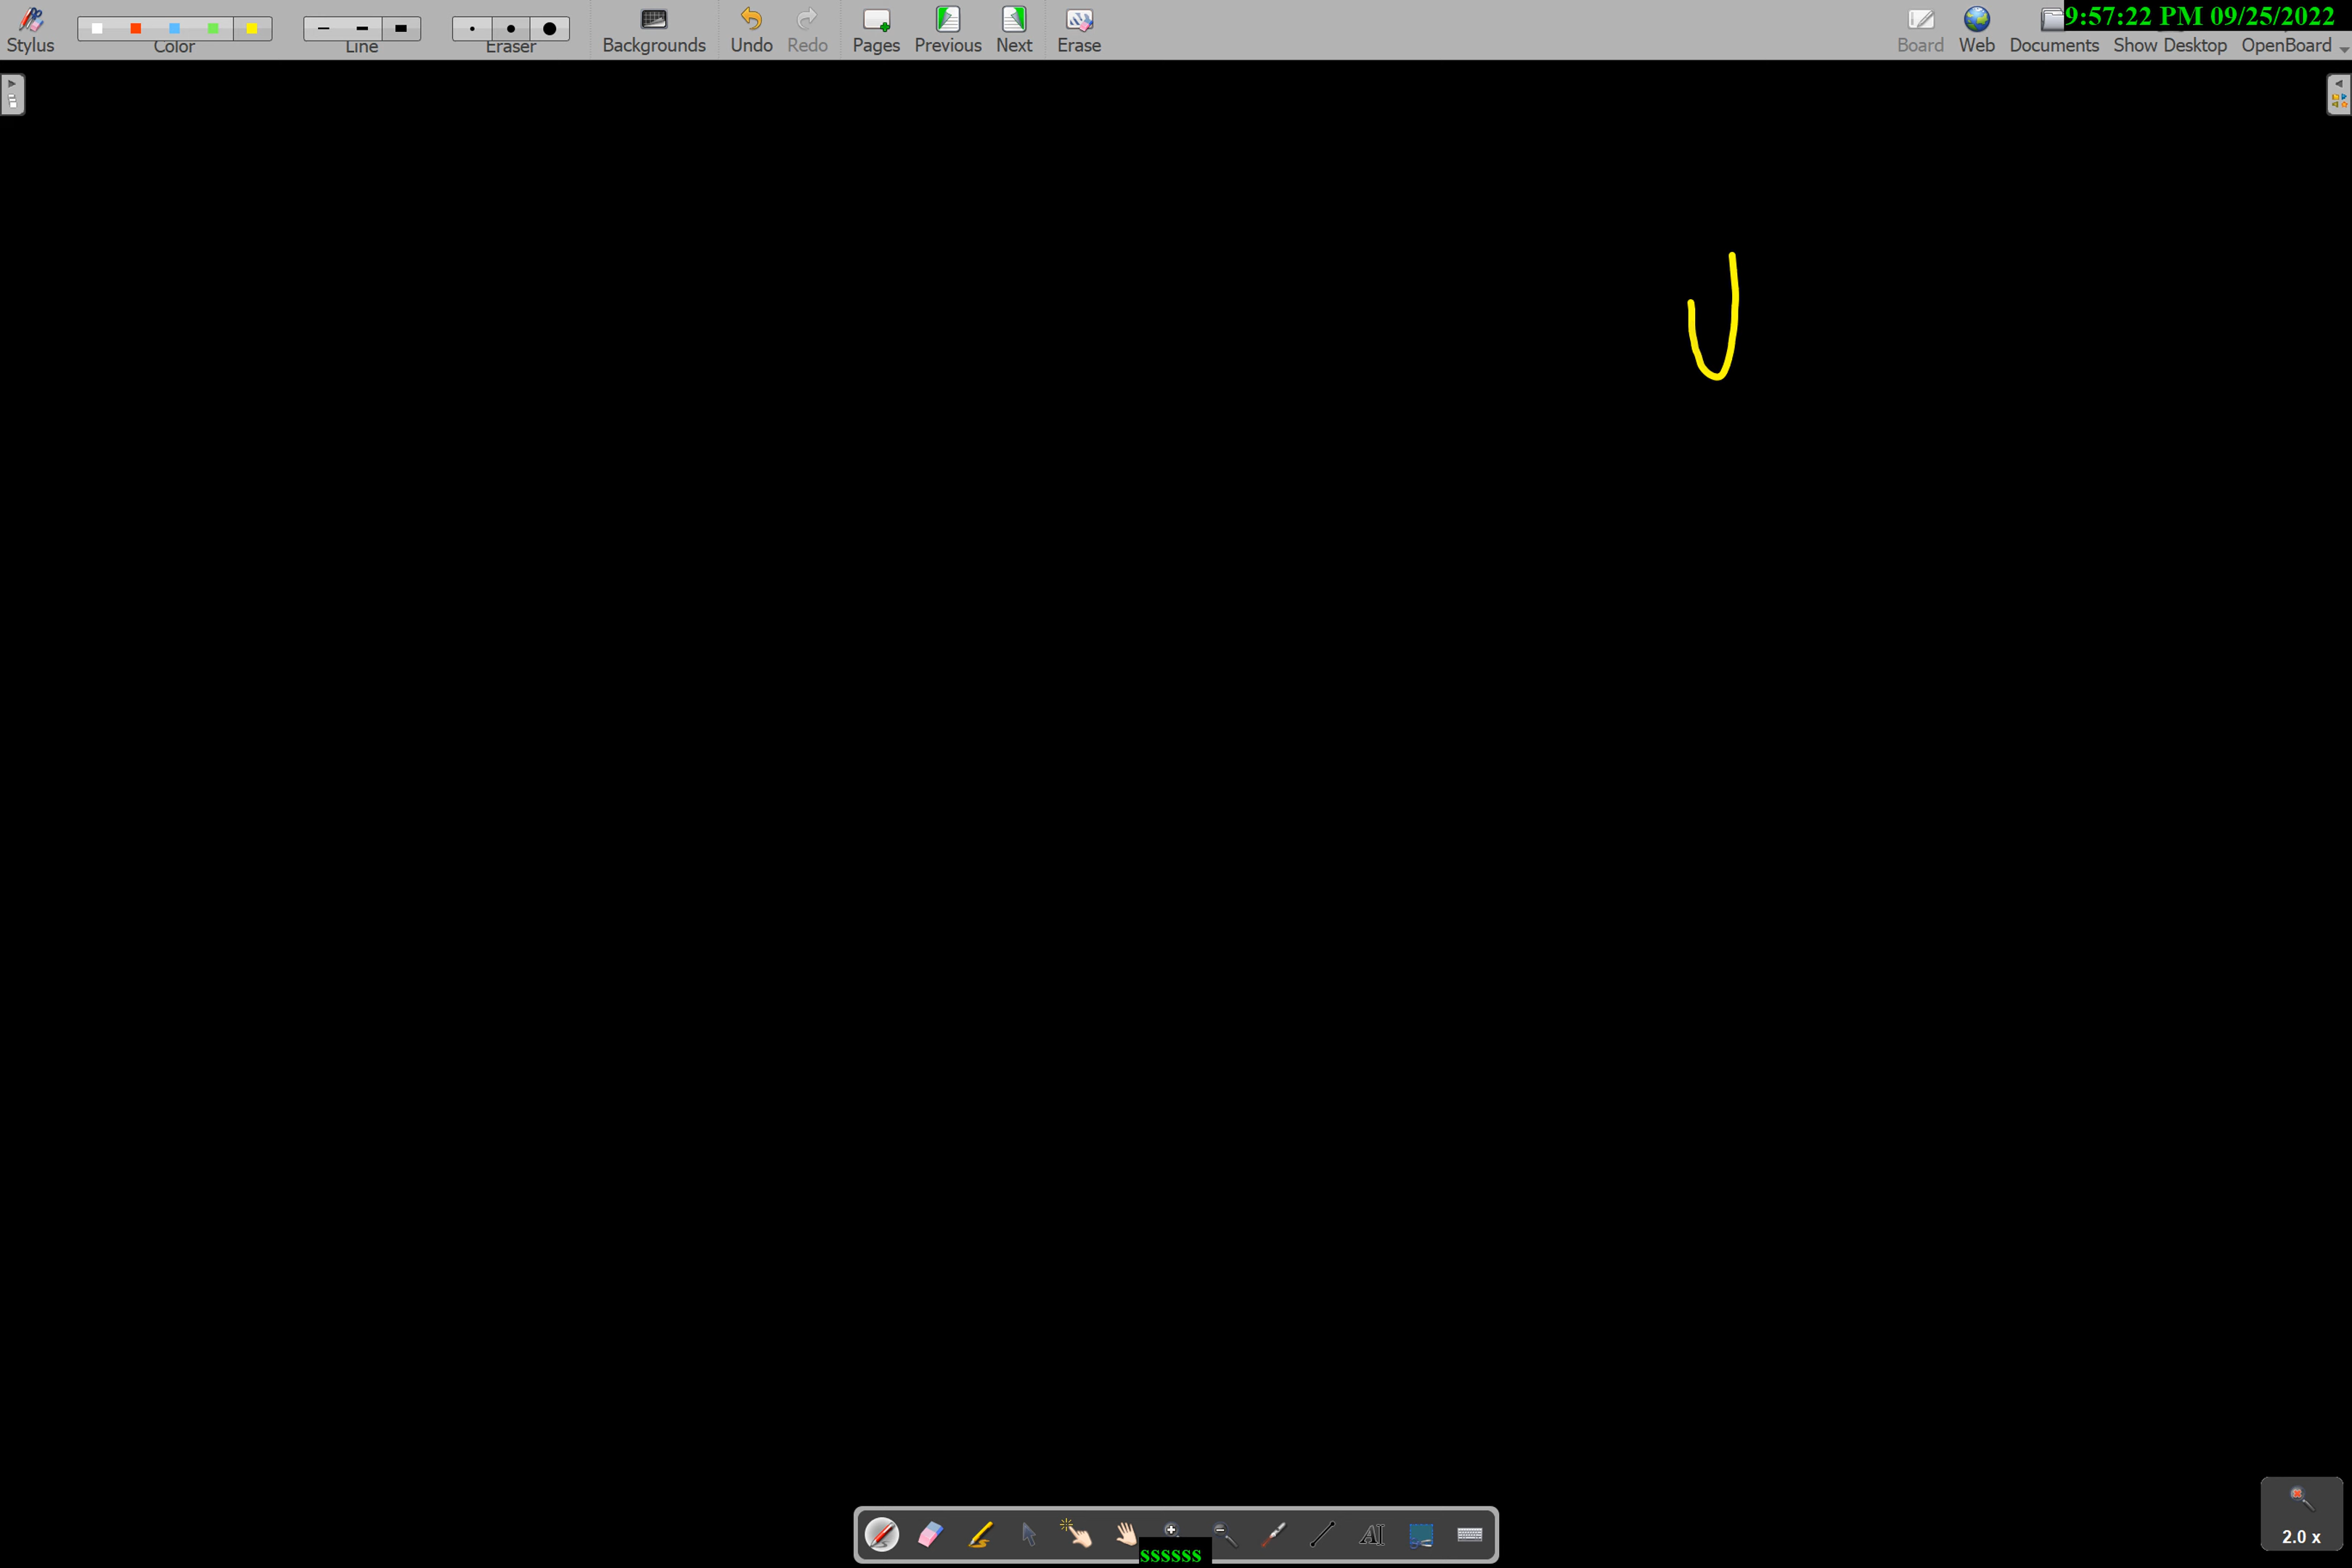 9:57:22 PM 09/25/2022
Stylus Color Line Eraser Backgrounds Undo Redo Pages Previous Next Erase Board Web Documents Show Desktop OpenBoard
AI
ssssss
2.0 x